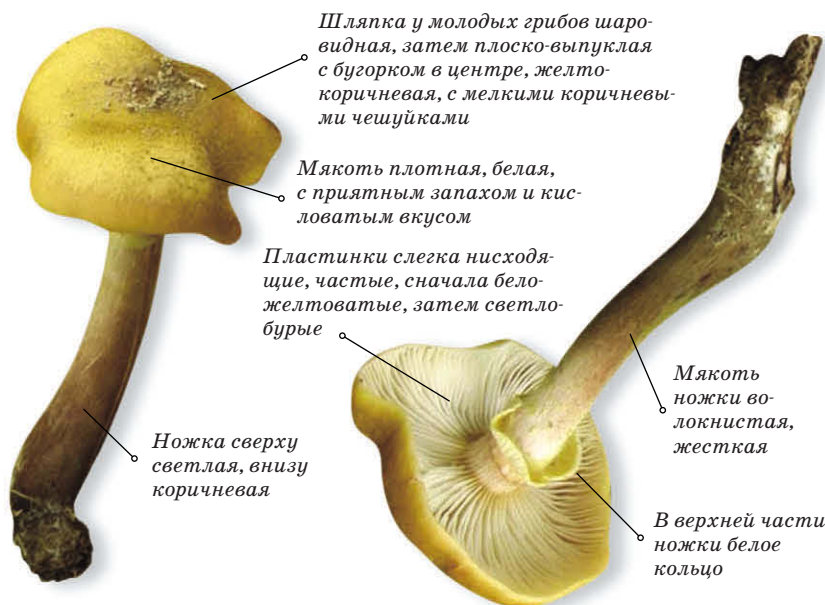 Шляпка у молодых грибов шаро-
видная, затем плоско-выпуклая
с бугорком в центре, желто-
коричневая, с мелкими коричневы-
ми чешуйками
Мякоть плотная, белая,
с приятным запахом и кис-
ловатым вкусом
Пластинки слегка нисходя-
щие, частые, сначала бело-
желтоватые, затем светло-
бурые
Мякоть
ножки во-
локнистая,
жесткая
Ножка сверху
светлая, внизу
коричневая
В верхней части
ножки белое
кольцо